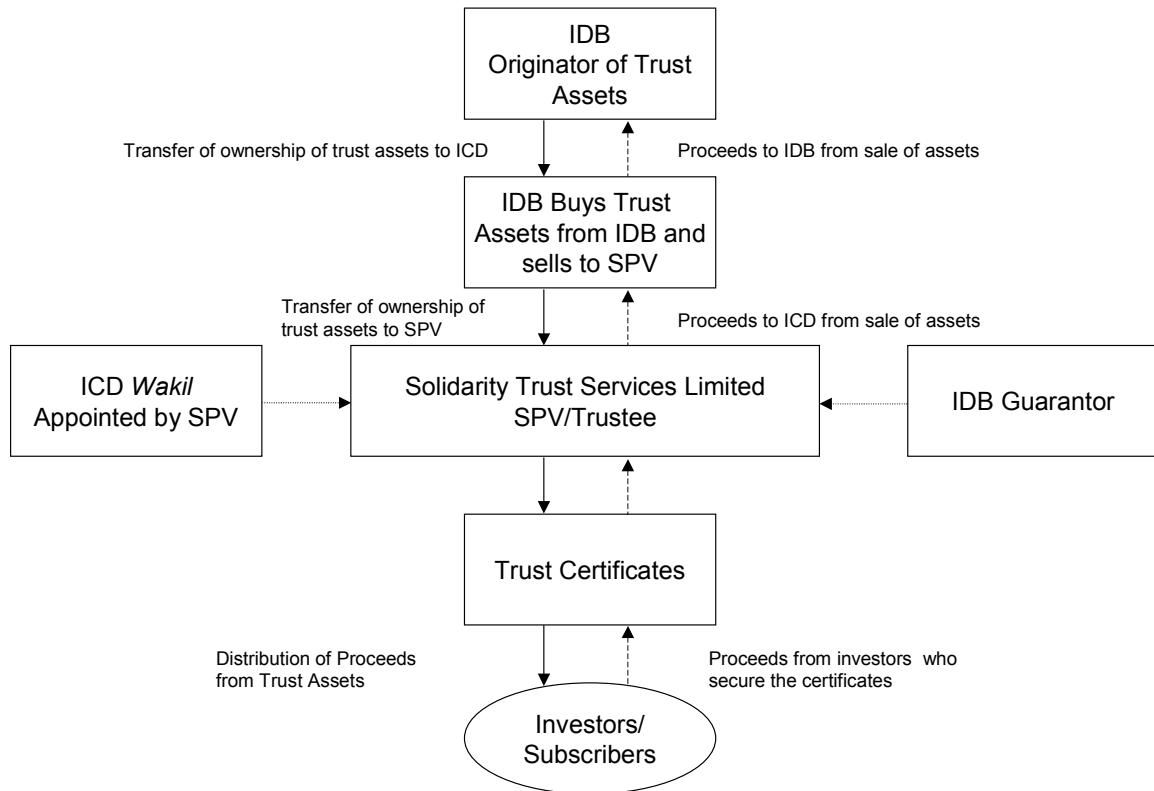 IDB
Originator of Trust
Assets
Transfer of ownership of trust assets to ICD
Proceeds to IDB from sale of assets
IDB Buys Trust
Assets from IDB and
sells to SPV
Transfer of ownership of
trust assets to SPV
Proceeds to ICD from sale of assets
ICD Wakil
Appointed by SPV
Solidarity Trust Services Limited
SPV/Trustee
IDB Guarantor
Trust Certificates
Distribution of Proceeds
from Trust Assets
Proceeds from investors who
secure the certificates
Investors/
Subscribers